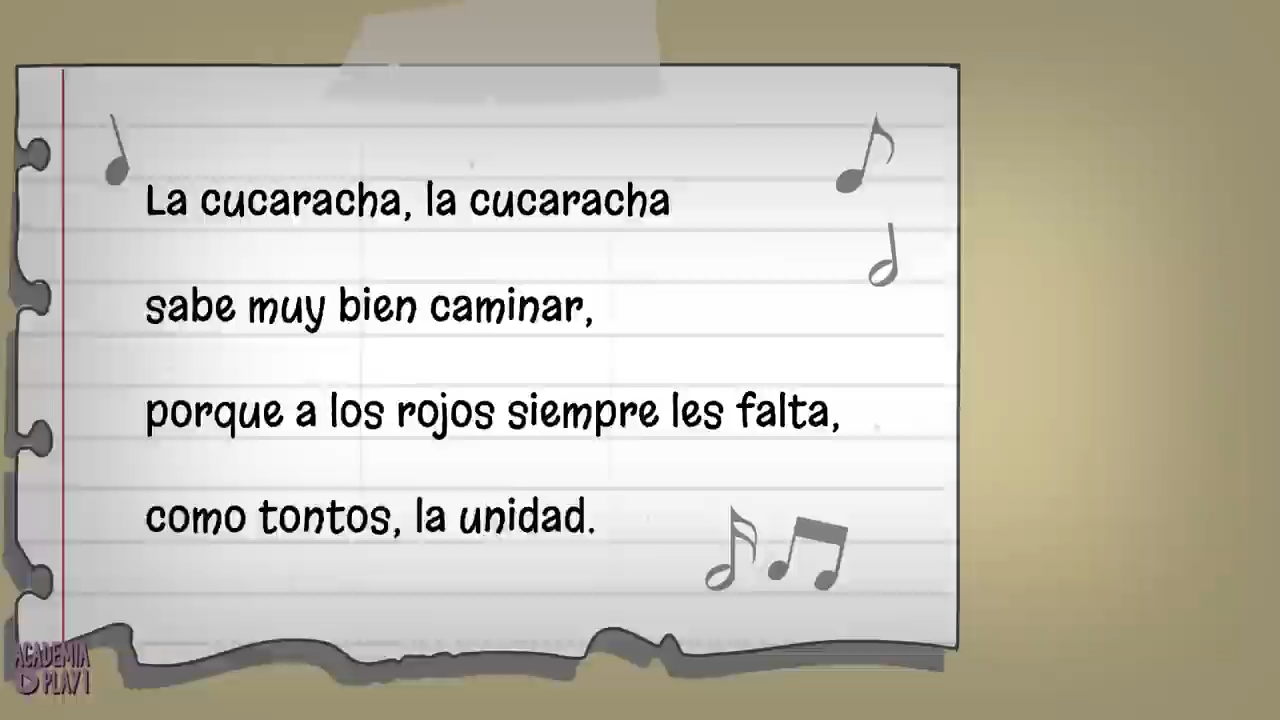 La cucaracha, la cucaracha
sabe muy bien caminar,
porque a los rojos siempre les falta,
como tontos, la unidad.
ACADEMIA
PLAY